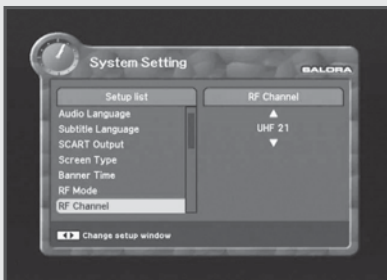 System Setting
SALORA
Setup list
RF Channel
Audio Language
Subtitle Language
SCART Output
UHF 21
Screen Type
Banner Time
RF Mode
RF Channel
Change setup window